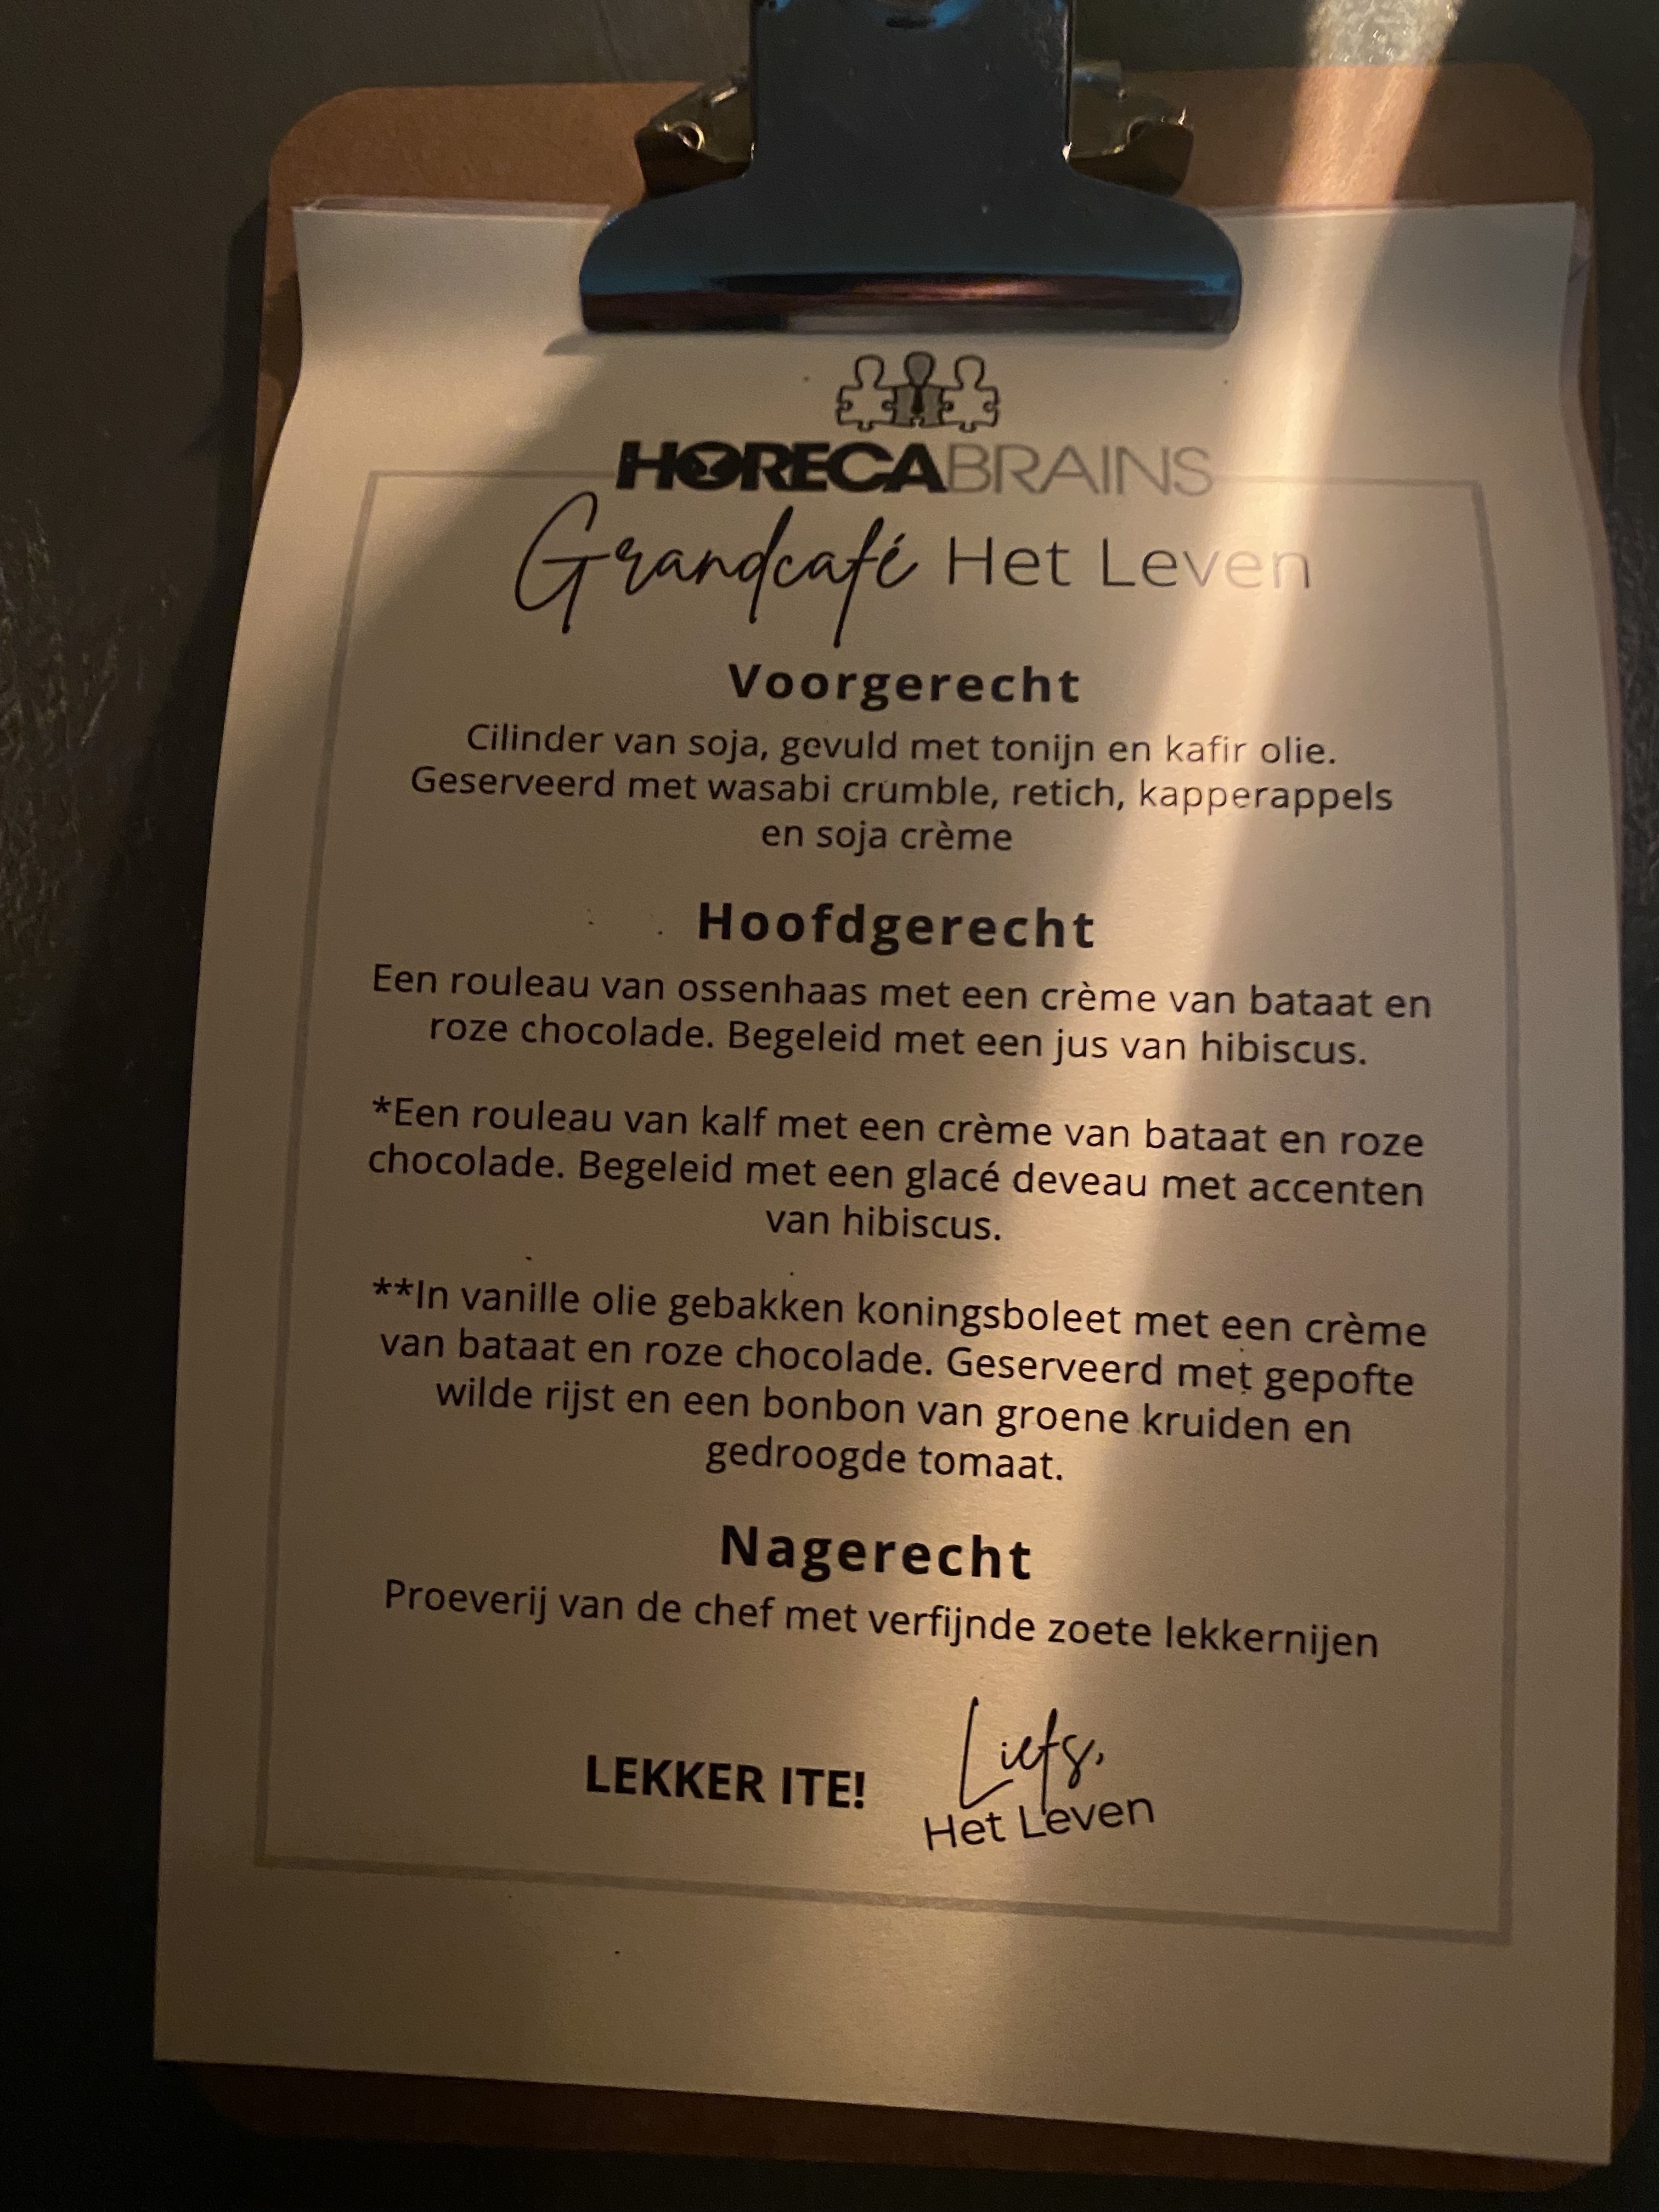 HORECABRAINS
Grandcafé Het Leven
Voorgerecht
Cilinder van soja, gevuld met tonijn en kafir olie.
Geserveerd met wasabi crumble, retich, kapperappels
en soja crème
Hoofdgerecht
Een rouleau van ossenhaas met een crème van bataat en
roze chocolade. Begeleid met een jus van hibiscus.
*Een rouleau van kalf met een crème van bataat en roze
chocolade. Begeleid met een glacé deveau met accenten
van hibiscus.
**In vanille olie gebakken koningsboleet met een crème
van bataat en roze chocolade. Geserveerd met gepofte
wilde rijst en een bonbon van groene kruiden en
gedroogde tomaat.
Nagerecht
Proeverij van de chef met verfijnde zoete lekkernijen
LEKKER ITE!
Liefs,
Het Leven